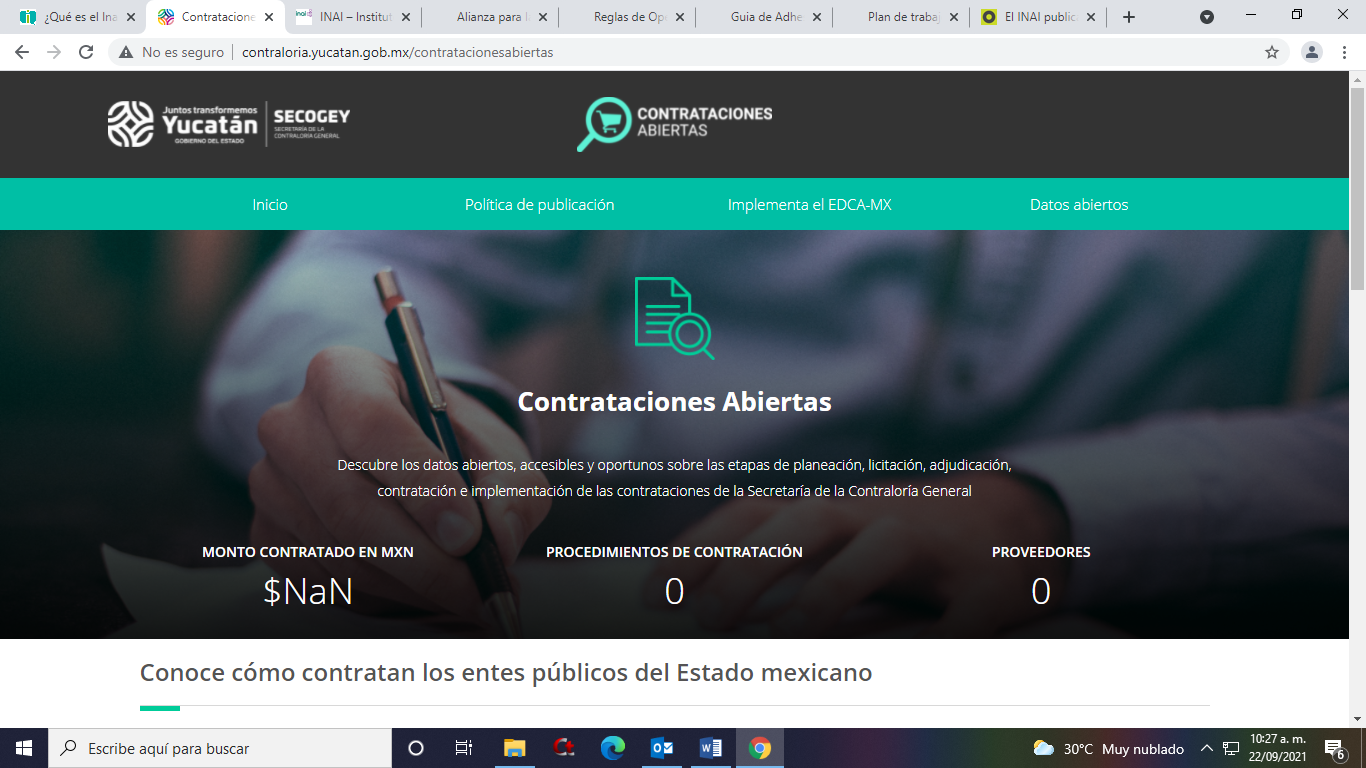 ¿Qué es el Ina
Contratacione
INAI – Institut
Alianza para l
Reglas de Ope
Guia de Adhe
Plan de trabaj
El INAI public
No es seguro
contraloria.yucatan.gob.mx/contratacionesabiertas
Juntos transformemos
Yucatán
GOBIERNO DEL ESTADO
SECOGEY
SECRETARÍA DE LA
CONTRALORÍA GENERAL
CONTRATACIONES
ABIERTAS
Inicio
Política de publicación
Implementa el EDCA-MX
Datos abiertos
Contrataciones Abiertas
Descubre los datos abiertos, accesibles y oportunos sobre las etapas de planeación, licitación, adjudicación,
contratación e implementación de las contrataciones de la Secretaría de la Contraloría General
MONTO CONTRATADO EN MXN
$NaN
PROCEDIMIENTOS DE CONTRATACIÓN
0
PROVEEDORES
0
Conoce cómo contratan los entes públicos del Estado mexicano
Escribe aquí para buscar
30°C Muy nublado
10:27 a. m.
22/09/2021
6